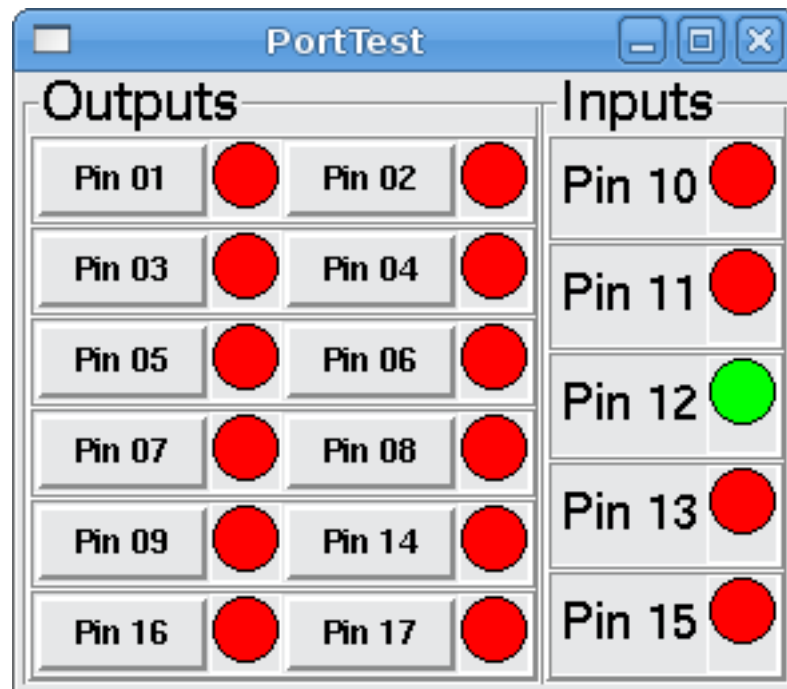 PortTest
Outputs
Pin 01 Pin 02
Pin 03 Pin 04
Pin 05 Pin 06
Pin 07 Pin 08
Pin 09 Pin 14
Pin 16 Pin 17
Inputs
Pin 10
Pin 11
Pin 12
Pin 13
Pin 15